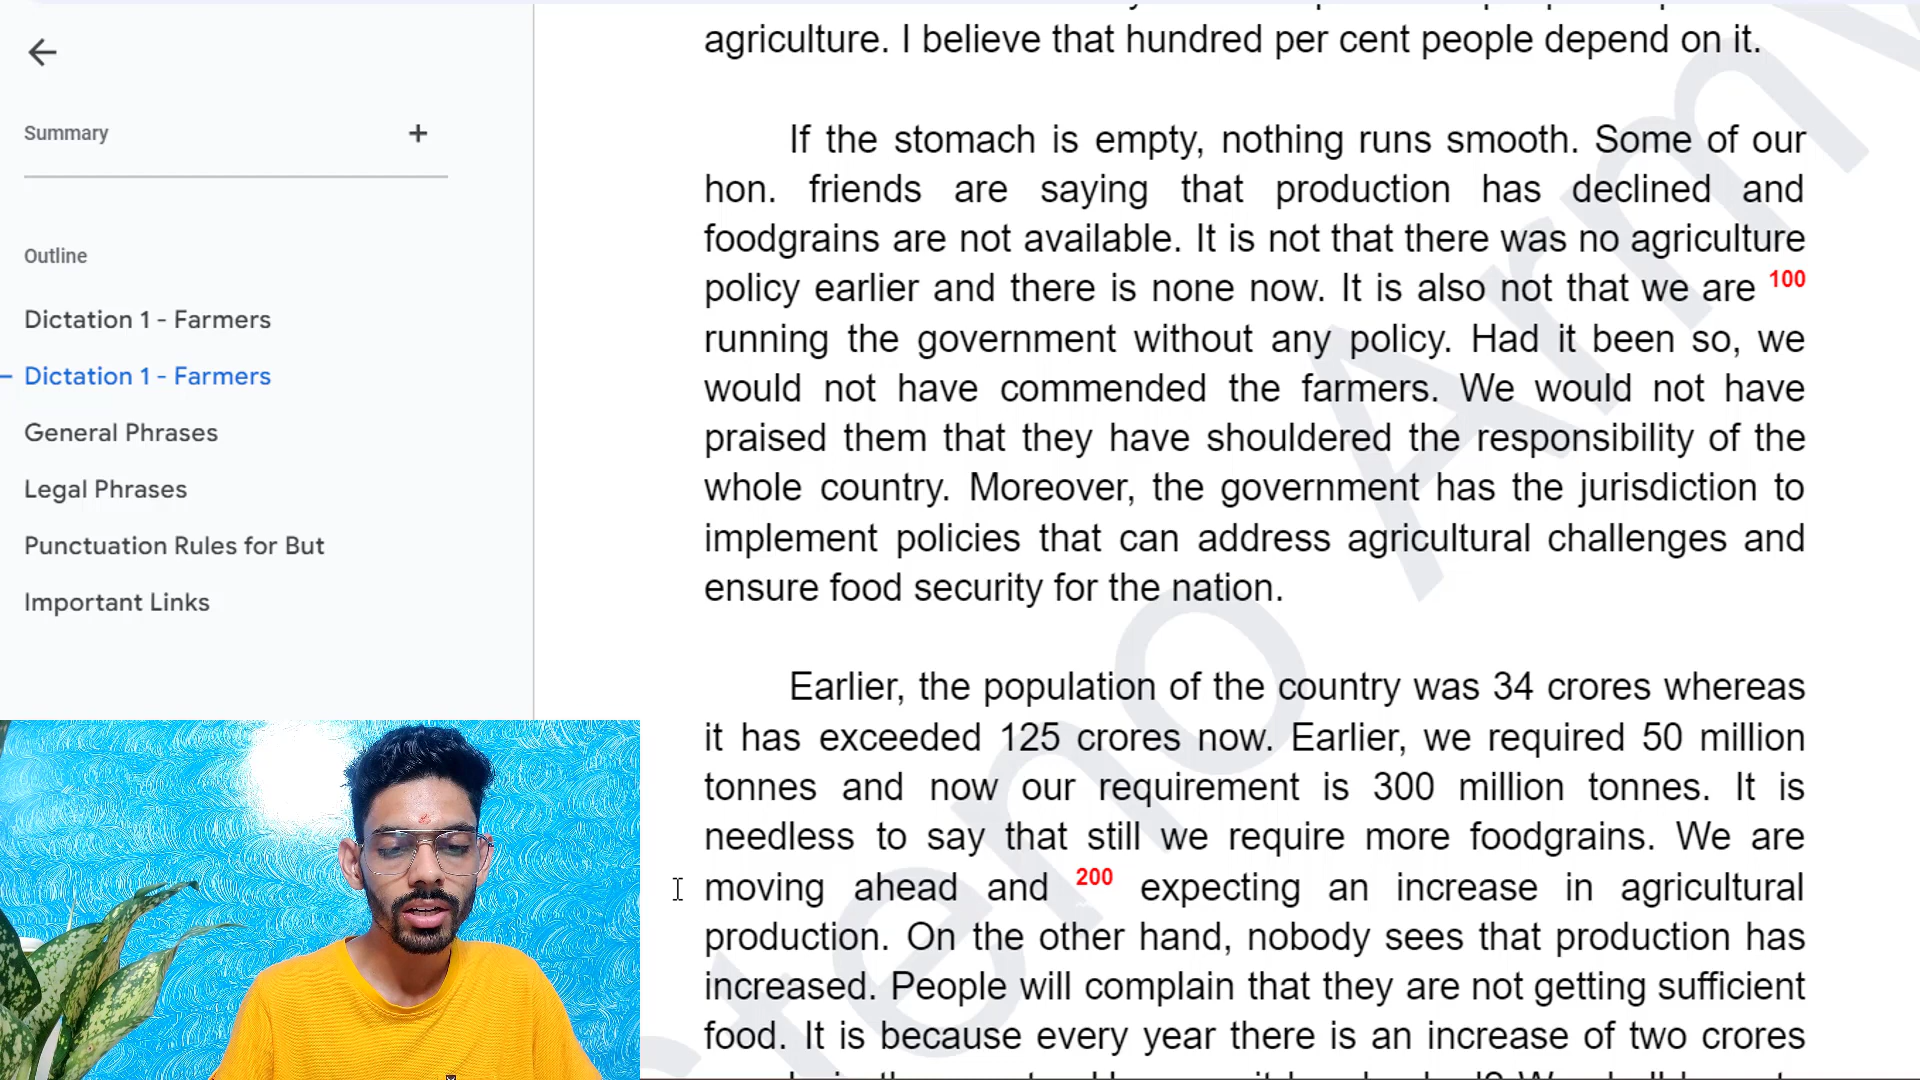 agriculture. I believe that hundred per cent people depend on it.
Summary
+
Outline
Dictation 1 - Farmers
Dictation 1 - Farmers
General Phrases
Legal Phrases
Punctuation Rules for But
Important Links
If the stomach is empty, nothing runs smooth. Some of our
hon. friends are saying that production has declined and
foodgrains are not available. It is not that there was no agriculture
policy earlier and there is none now. It is also not that we are 100
running the government without any policy. Had it been so, we
would not have commended the farmers. We would not have
praised them that they have shouldered the responsibility of the
whole country. Moreover, the government has the jurisdiction to
implement policies that can address agricultural challenges and
ensure food security for the nation.
Earlier, the population of the country was 34 crores whereas
it has exceeded 125 crores now. Earlier, we required 50 million
tonnes and now our requirement is 300 million tonnes. It is
needless to say that still we require more foodgrains. We are
moving ahead and 200 expecting an increase in agricultural
production. On the other hand, nobody sees that production has
increased. People will complain that they are not getting sufficient
food. It is because every year there is an increase of two crores